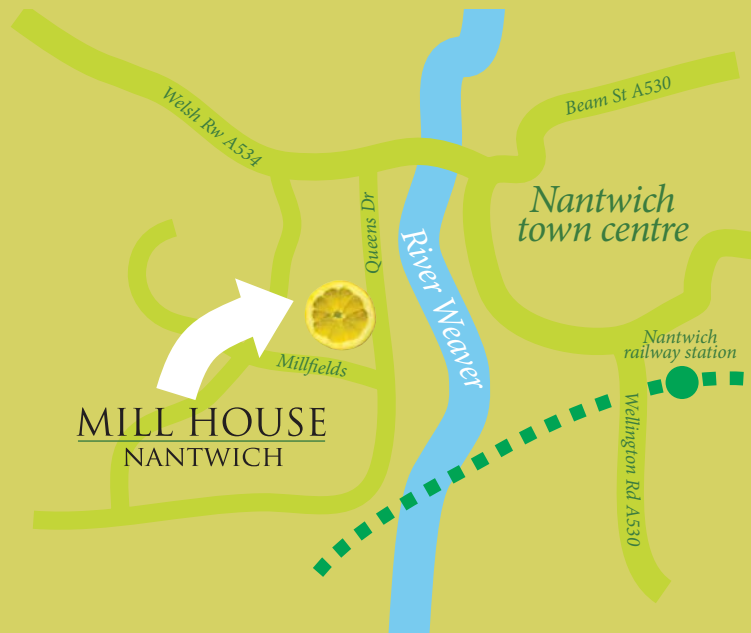 Welsh Rw A534
Beam St A530
Nantwich
town centre
Queens Dr
River Weaver
Nantwich
railway station
Millfields
Wellington Rd A530
MILL HOUSE
NANTWICH